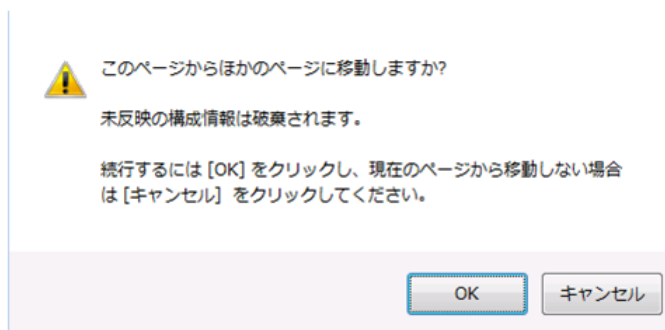 このページからほかのページに移動しますか?
未反映の構成情報は破棄されます。
続行するには [OK] をクリックし、現在のページから移動しない場合
は [キャンセル] をクリックしてください。
OK
キャンセル